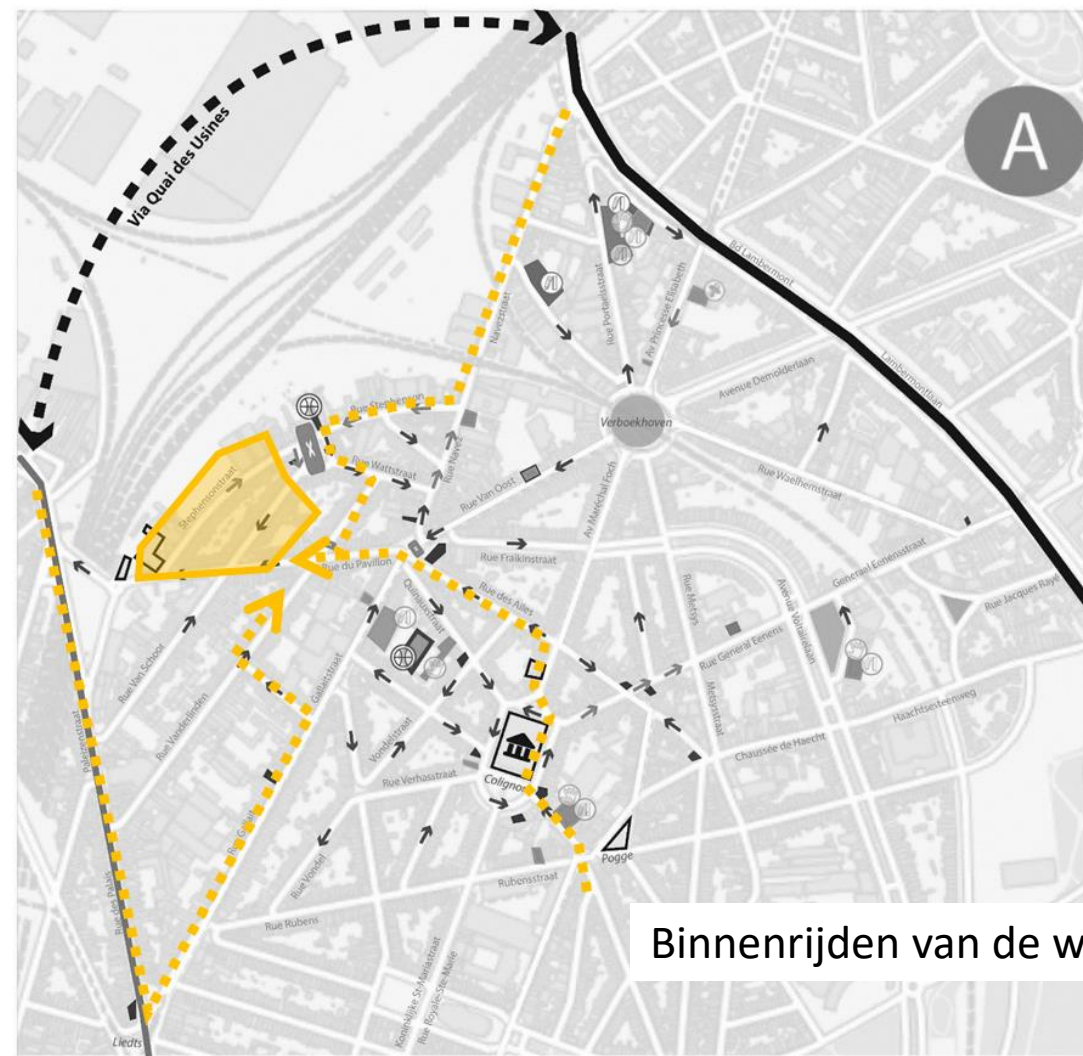 A
Via Quai des Usines
Bd Lambermont
Lambermontlaan
Navezstraat
Rue Portaelsstraat
Av Princesse Elisabeth
Avenue Demolderlaan
Verboekhoven
Rue Stephenson
Rue Navez
Rue Wattstraat
Stephensonstraat
Rue Van Oost
Av Maréchal Foch
Rue Waelhemstraat
Rue du Pavillon
Rue Fraikinstraat
General Eenensstraat
Rue Jacques Raye
Rue des Ailes
Quinauxstraat
Rue Metsys
Avenue Voltairelaan
Rue General Eenens
Rue Van Schoor
Gallaitstraat
Rue Vanderlinden
Vondelstraat
Metsysstraat
Haachtsesteenweg
Chaussée de Haecht
Paleizenstraat
Rue Verhasstraat
Colignon
Rue Gallait
Pogge
Rue Vondel
Rubensstraat
Rue des Palais
Rue Rubens
Koninklijke St-Mariastraat
Rue Royale-Ste-Marie
Liedts
Binnenrijden van de w